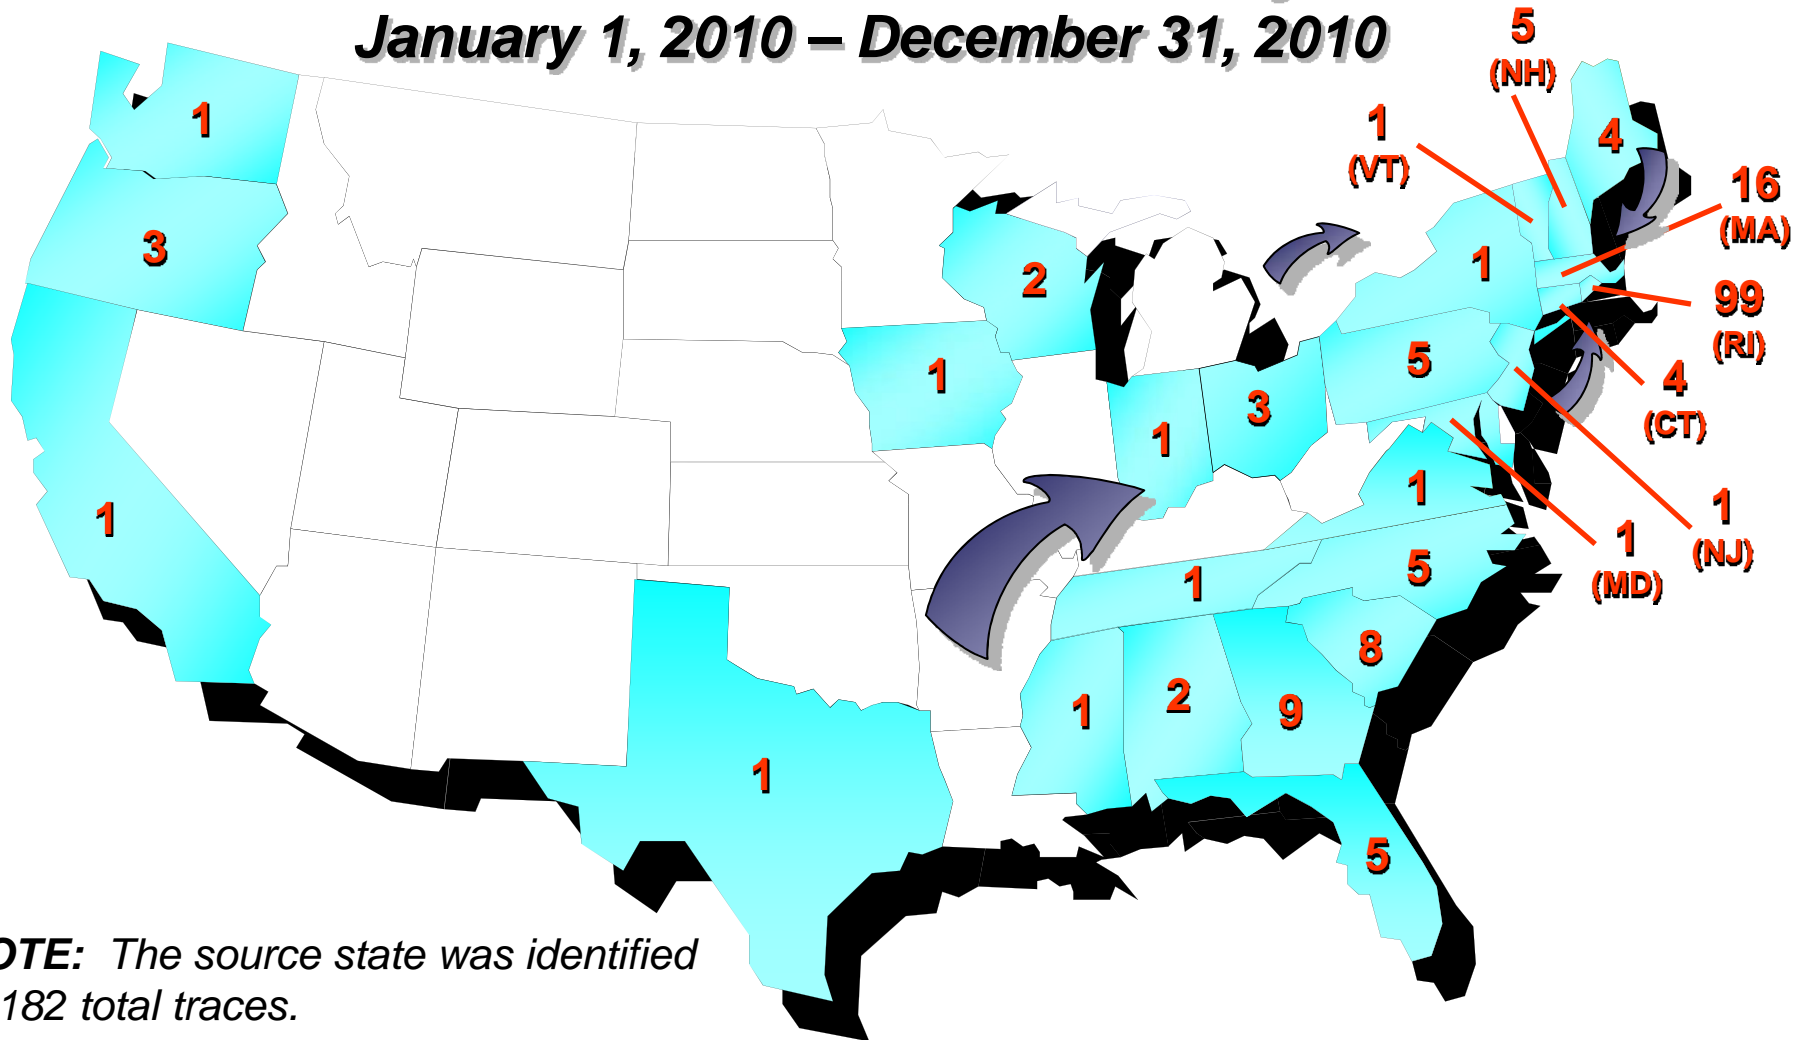 January 1, 2010 – December 31, 2010
5
(NH)
1
(VT)
1
4
16
(MA)
3
2
1
99
(RI)
1
5
4
(CT)
3
1
1
1
1
(NJ)
1
(MD)
1
5
8
1
2
9
1
5
OTE: The source state was identified
182 total traces.